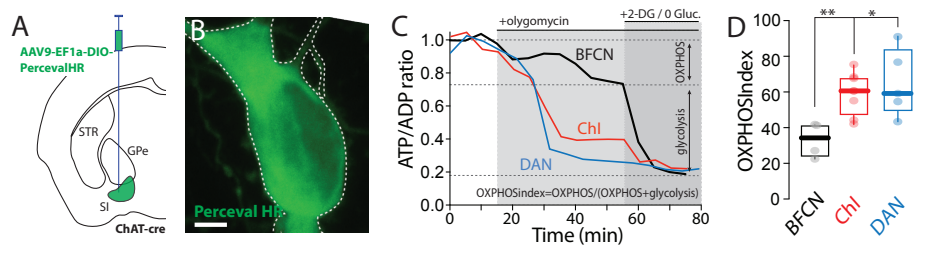 A
AAV9-EF1a-DIO-
PercevalHR
STR
GPe
SI
ChAT-cre
B
Perceval HR
C
+olygomycin
+2-DG / 0 Gluc.
ATP/ADP ratio
1.0
0.8
0.6
0.4
0.2
0.0
BFCN
ChI
DAN
OXPHOS
glycolysis
OXPHOSindex=OXPHOS/(OXPHOS+glycolysis)
0 20 40 60 80
Time (min)
D
** *
OXPHOSIndex
80
60
40
20
0
BFCN
ChI
DAN